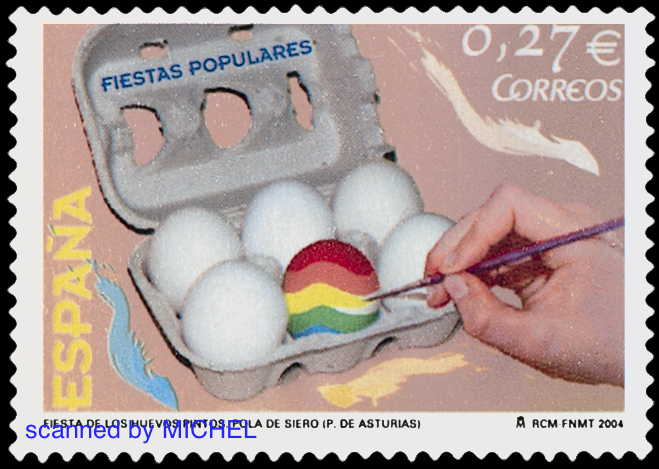 0,27 €
CORREOS
FIESTAS POPULARES
ESPAÑA
FIESTA DE LOS HUEVOS PINTOS. POLA DE SIERO (P. DE ASTURIAS)
RCM-FNMT 2004
scanned by MICHEL